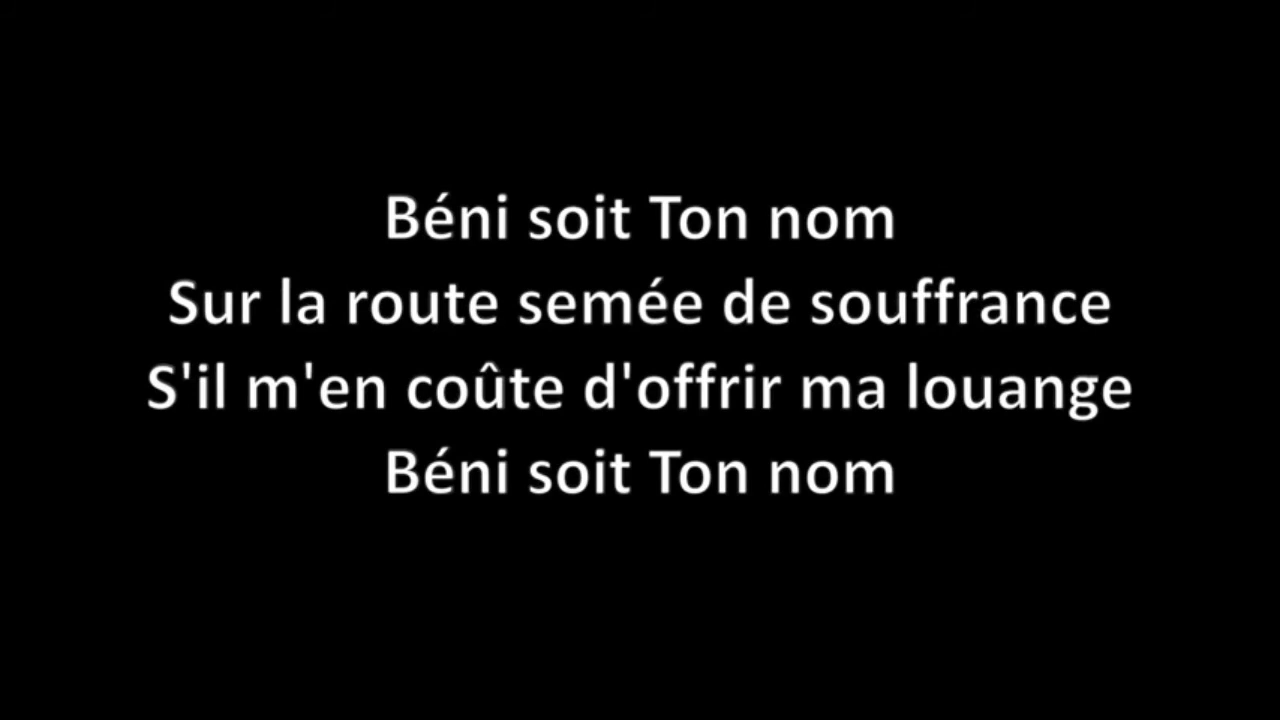 Béni soit Ton nom
Sur la route semée de souffrance
S'il m'en coûte d'offrir ma louange
Béni soit Ton nom